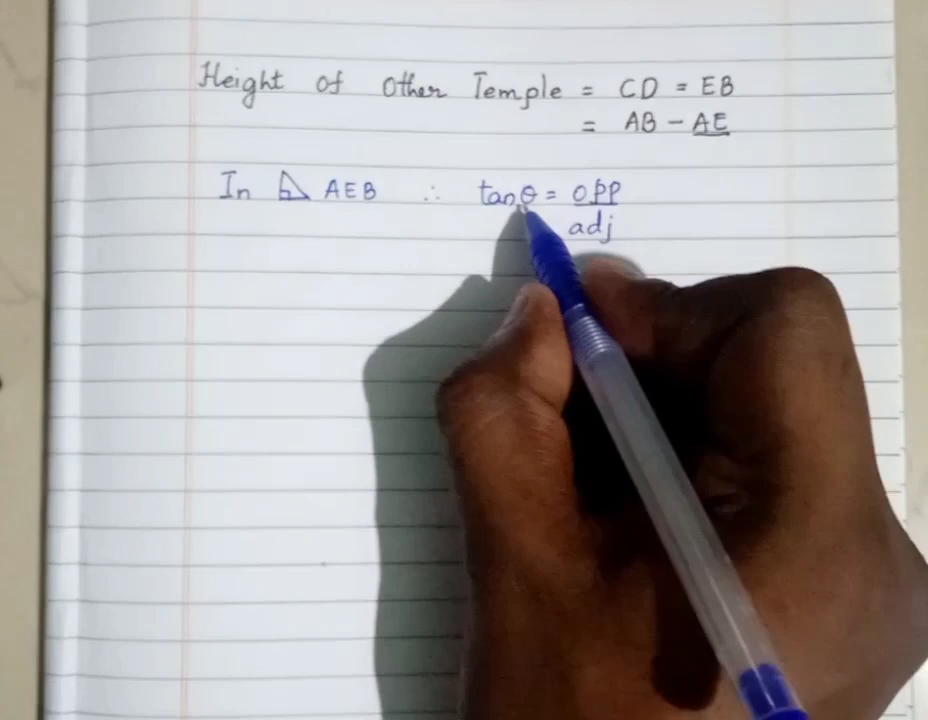 Height of Other Temple = CD = EB
= AB - AE
In ◺ AEB ∴ tanθ = opp
adj